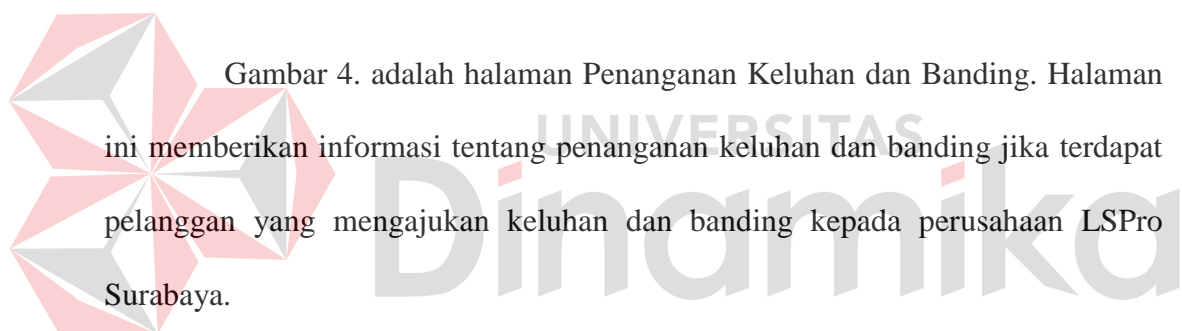 Gambar 4. adalah halaman Penanganan Keluhan dan Banding. Halaman
UNIVERSITAS
ini memberikan informasi tentang penanganan keluhan dan banding jika terdapat
Dinamika
pelanggan yang mengajukan keluhan dan banding kepada perusahaan LSPro
Surabaya.